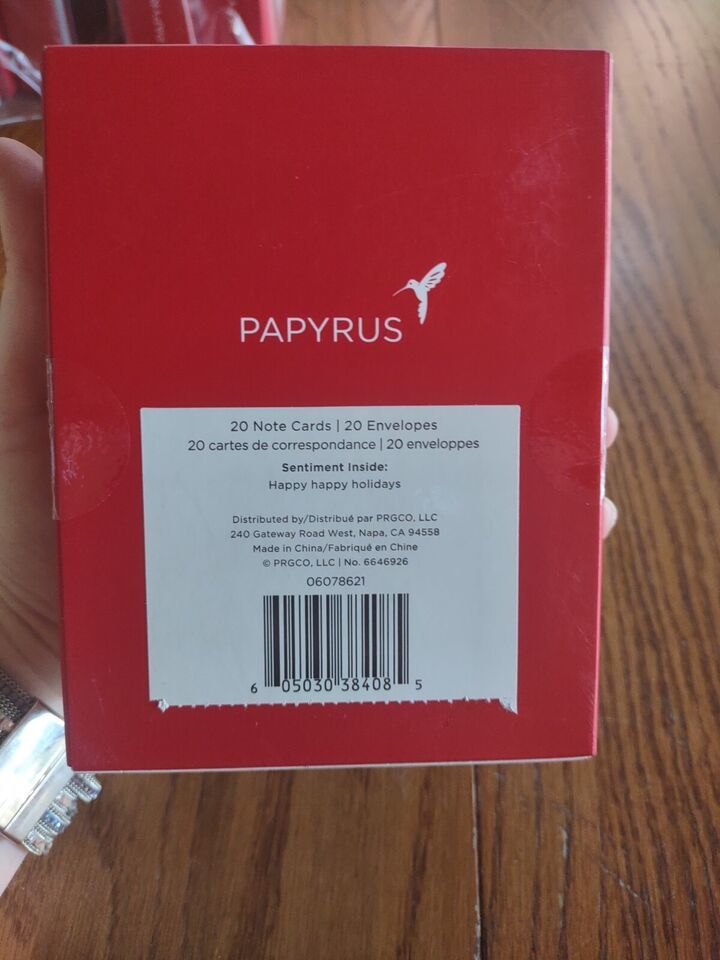 PAPYRUS
20 Note Cards | 20 Envelopes
20 cartes de correspondance | 20 enveloppes
Sentiment Inside:
Happy happy holidays
Distributed by/Distribué par PRGCO, LLC
240 Gateway Road West, Napa, CA 94558
Made in China/Fabriqué en Chine
© PRGCO, LLC | No. 6646926
06078621
6 05030 38408 5